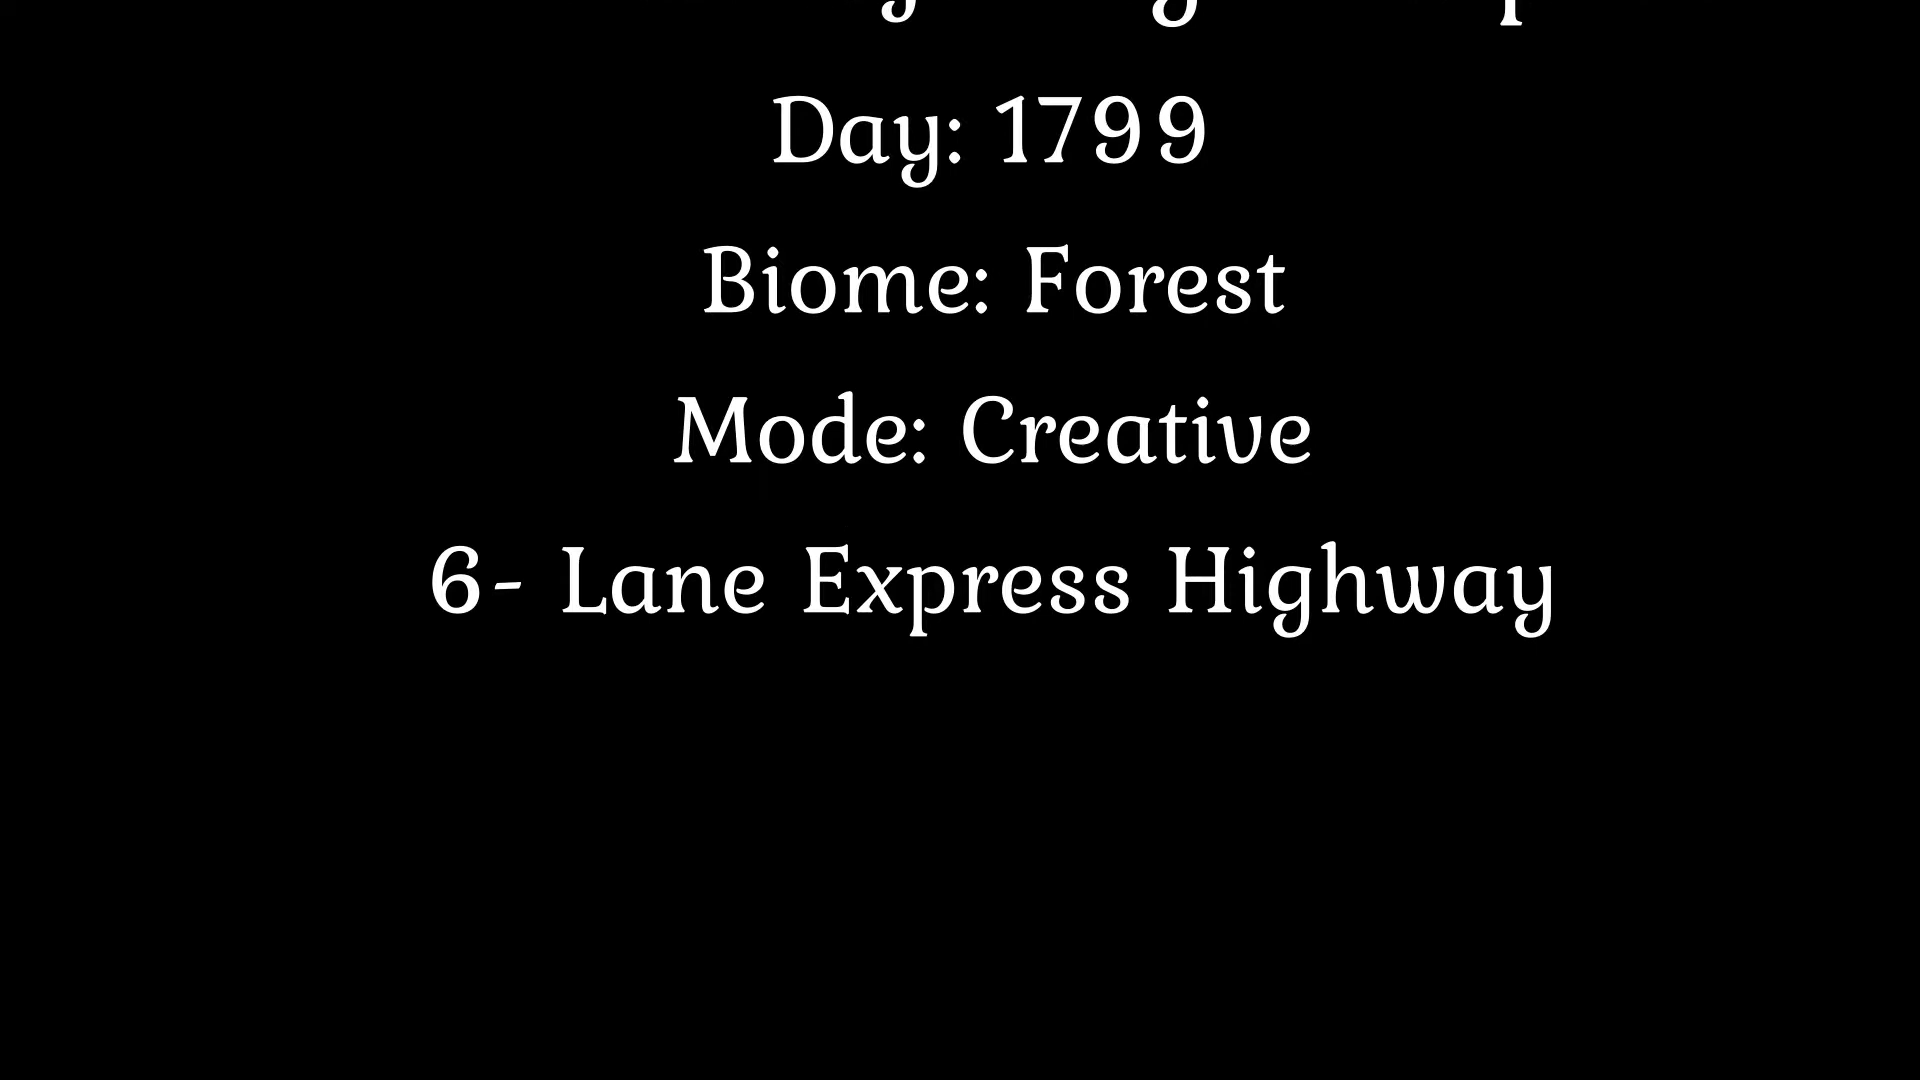 Day: 1799
Biome: Forest
Mode: Creative
6- Lane Express Highway